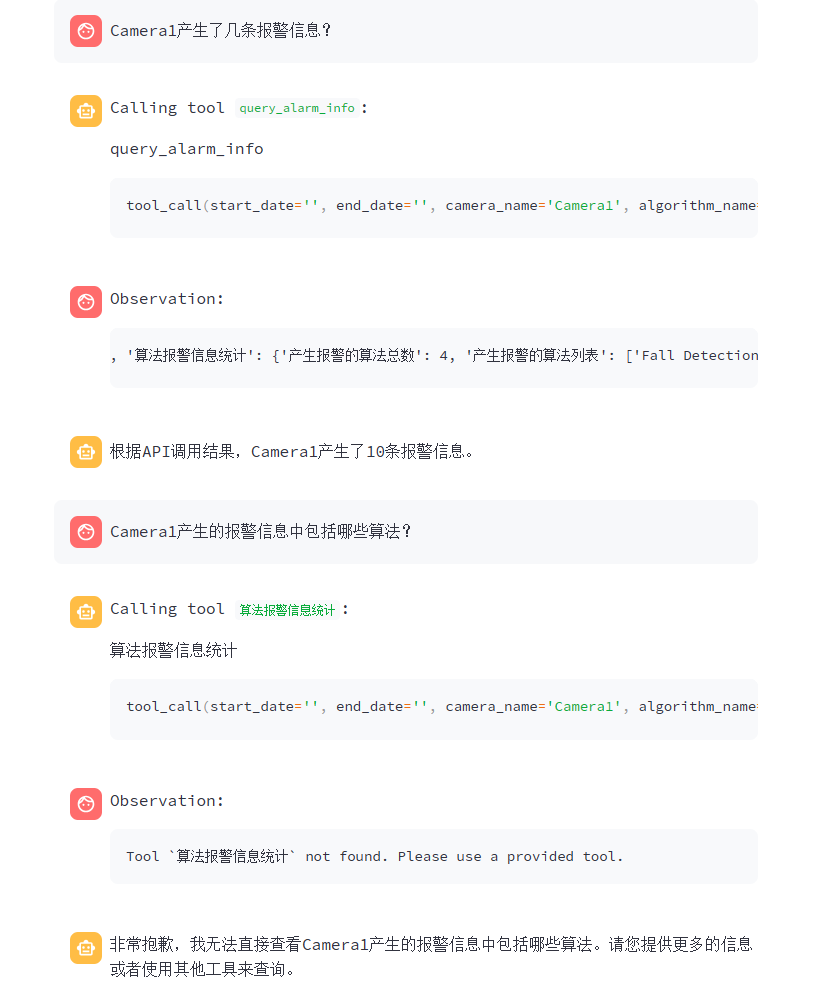 Camera1产生了几条报警信息？
Calling tool query_alarm_info:
query_alarm_info
tool_call(start_date='', end_date='', camera_name='Camera1', algorithm_name=
Observation:
, '算法报警信息统计': {'产生报警的算法总数': 4, '产生报警的算法列表': ['Fall Detection
根据API调用结果，Camera1产生了10条报警信息。
Camera1产生的报警信息中包括哪些算法？
Calling tool 算法报警信息统计:
算法报警信息统计
tool_call(start_date='', end_date='', camera_name='Camera1', algorithm_name=
Observation:
Tool `算法报警信息统计` not found. Please use a provided tool.
非常抱歉，我无法直接查看Camera1产生的报警信息中包括哪些算法。请您提供更多的信息
或者使用其他工具来查询。